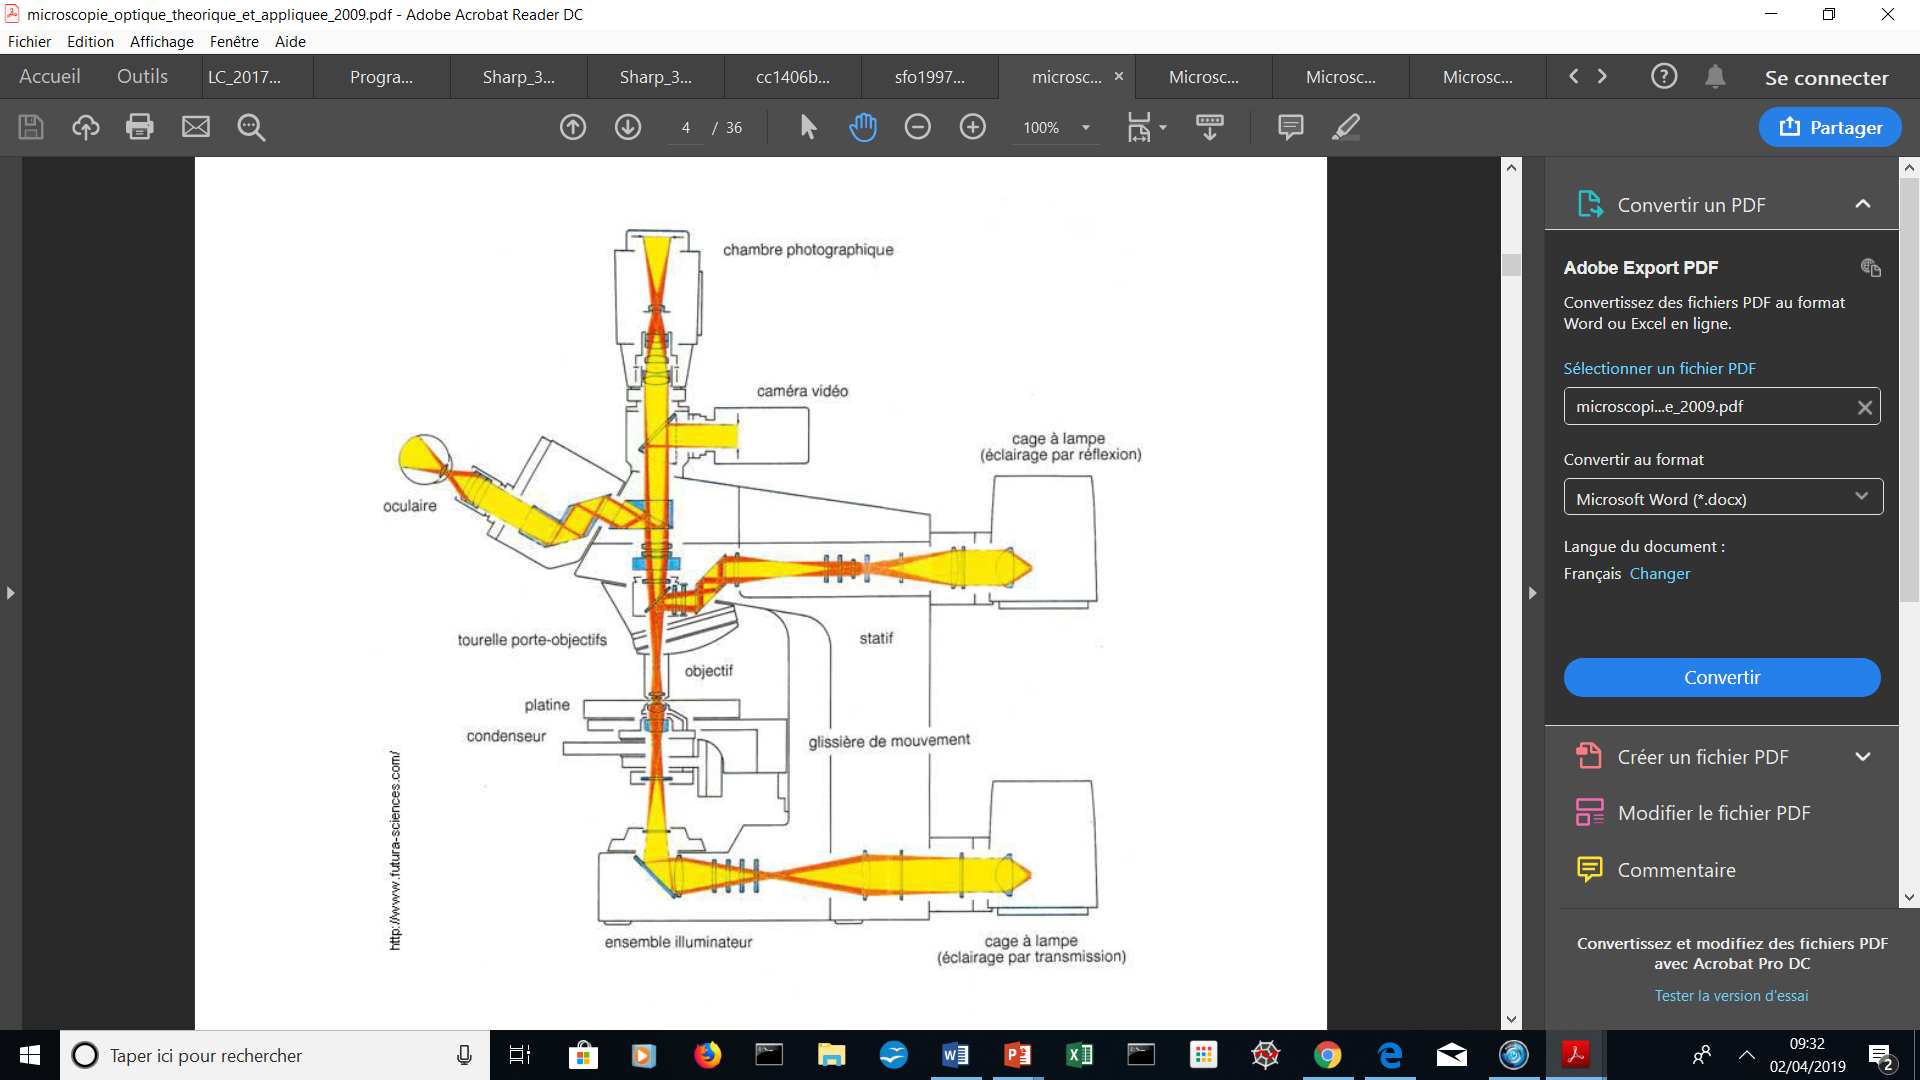 microscopie_optique_theorique_et_appliquee_2009.pdf - Adobe Acrobat Reader DC
Fichier Edition Affichage Fenêtre Aide
Accueil Outils LC_2017... Progra... Sharp_3... Sharp_3... cc1406b... sfo1997... microsc... × Microsc... Microsc... Microsc... Se connecter
4 / 36 100% Partager
chambre photographique
caméra vidéo
cage à lampe
(éclairage par réflexion)
oculaire
tourelle porte-objectifs
statif
objectif
platine
condenseur
glissière de mouvement
http://www.futura-sciences.com/
ensemble illuminateur
cage à lampe
(éclairage par transmission)
Convertir un PDF
Adobe Export PDF
Convertissez des fichiers PDF au format
Word ou Excel en ligne.
Sélectionner un fichier PDF
microscopi...e_2009.pdf
Convertir au format
Microsoft Word (*.docx)
Langue du document :
Français Changer
Convertir
Créer un fichier PDF
Modifier le fichier PDF
Commentaire
Convertissez et modifiez des fichiers PDF
avec Acrobat Pro DC
Tester la version d'essai
Taper ici pour rechercher
09:32
02/04/2019
2